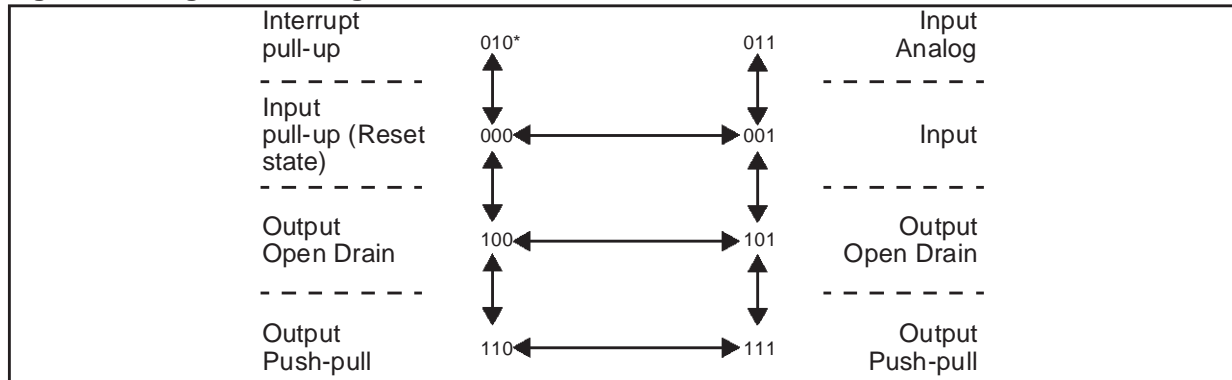 Interrupt
pull-up
010*
011
Input
Analog
Input
pull-up (Reset
state)
000
001
Input
Output
Open Drain
100
101
Output
Open Drain
Output
Push-pull
110
111
Output
Push-pull